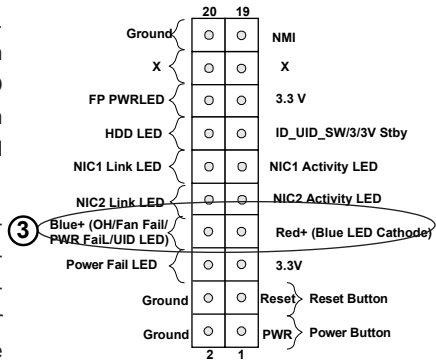 20 19
Ground NMI
X X
FP PWRLED 3.3 V
HDD LED ID_UID_SW/3/3V Stby
NIC1 Link LED NIC1 Activity LED
NIC2 Link LED NIC2 Activity LED
3 Blue+ (OH/Fan Fail/ Red+ (Blue LED Cathode)
PWR FaiL/UID LED)
Power Fail LED 3.3V
Ground Reset Reset Button
Ground PWR Power Button
2 1